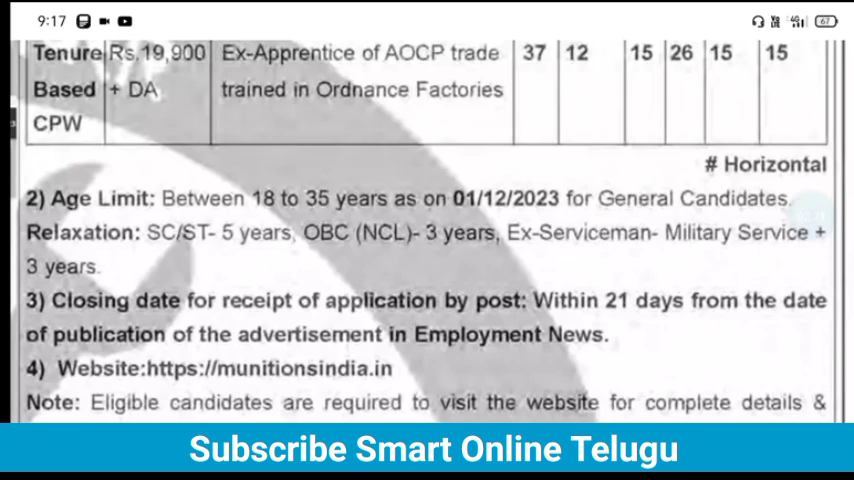 9:17
4G
67
Tenure Rs.19,900 Ex-Apprentice of AOCP trade 37 12 15 26 15 15
Based + DA trained in Ordnance Factories
CPW
# Horizontal
2) Age Limit: Between 18 to 35 years as on 01/12/2023 for General Candidates.
Relaxation: SC/ST- 5 years, OBC (NCL)- 3 years, Ex-Serviceman- Military Service +
3 years.
3) Closing date for receipt of application by post: Within 21 days from the date
of publication of the advertisement in Employment News.
4) Website:https://munitionsindia.in
Note: Eligible candidates are required to visit the website for complete details &
Subscribe Smart Online Telugu